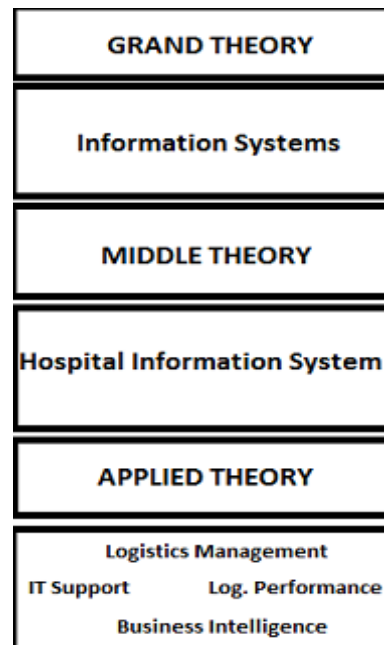 GRAND THEORY
Information Systems
MIDDLE THEORY
Hospital Information System
APPLIED THEORY
Logistics Management
IT Support Log. Performance
Business Intelligence